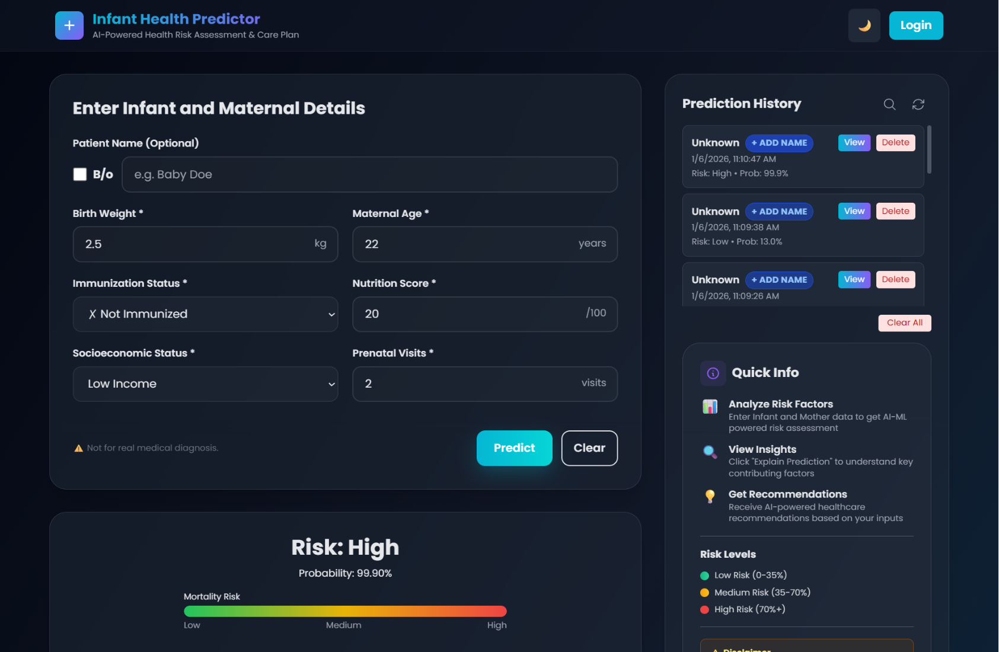 Infant Health Predictor
AI-Powered Health Risk Assessment & Care Plan
Login
Enter Infant and Maternal Details
Patient Name (Optional)
B/o
e.g. Baby Doe
Birth Weight *
Maternal Age *
2.5 kg
22 years
Immunization Status *
Nutrition Score *
✗ Not Immunized
20 /100
Socioeconomic Status *
Prenatal Visits *
Low Income
2 visits
⚠ Not for real medical diagnosis.
Predict
Clear
Risk: High
Probability: 99.90%
Mortality Risk
Low Medium High
Prediction History
Unknown + ADD NAME View Delete
1/6/2026, 11:10:47 AM
Risk: High • Prob: 99.9%
Unknown + ADD NAME View Delete
1/6/2026, 11:09:38 AM
Risk: Low • Prob: 13.0%
Unknown + ADD NAME View Delete
1/6/2026, 11:09:26 AM
Clear All
Quick Info
Analyze Risk Factors
Enter Infant and Mother data to get AI-ML
powered risk assessment
View Insights
Click "Explain Prediction" to understand key
contributing factors
Get Recommendations
Receive AI-powered healthcare
recommendations based on your inputs
Risk Levels
Low Risk (0-35%)
Medium Risk (35-70%)
High Risk (70%+)
⚠ Disclaimer